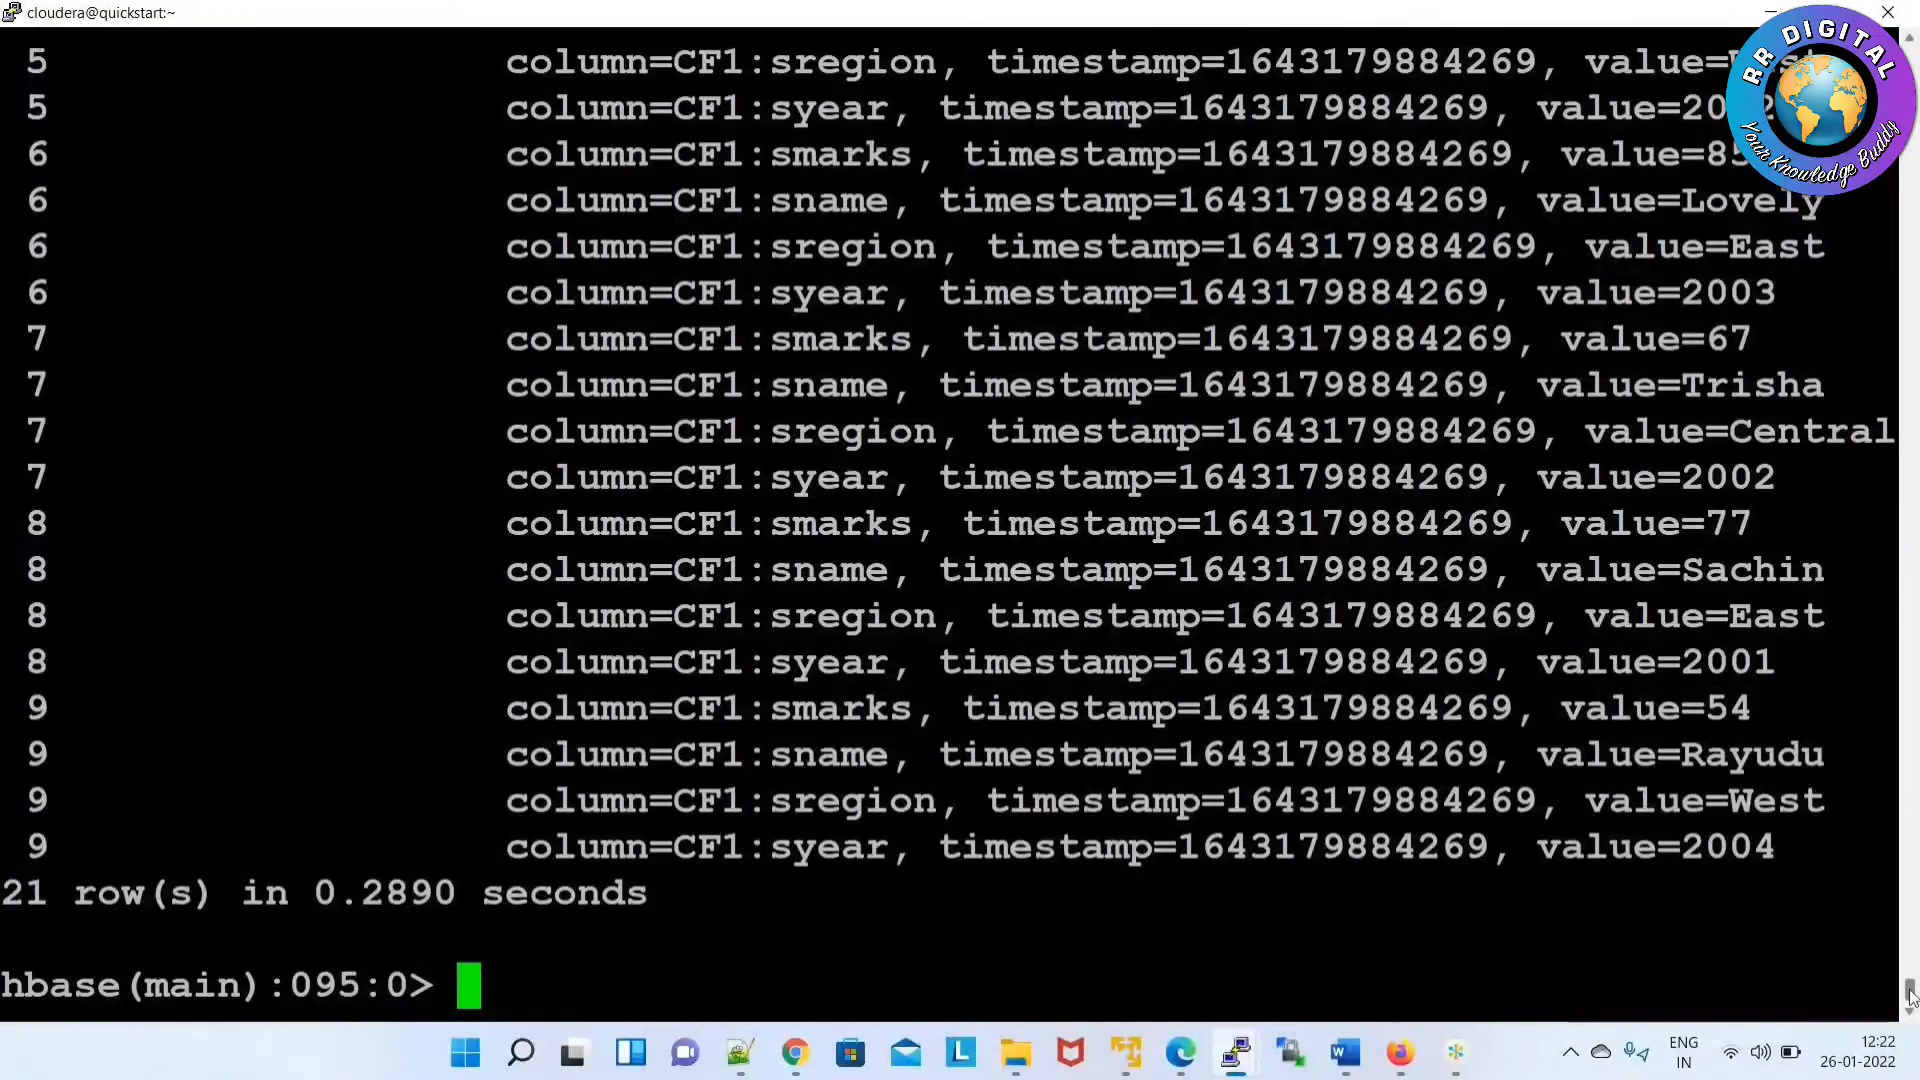 cloudera@quickstart:~
5 column=CF1:sregion, timestamp=1643179884269, value=
5 column=CF1:syear, timestamp=1643179884269,
6 column=CF1:smarks, timestamp=1643179884269,
6 column=CF1:sname, timestamp=1643179884269, value=Lovely
6 column=CF1:sregion, timestamp=1643179884269, value=East
6 column=CF1:syear, timestamp=1643179884269, value=2003
7 column=CF1:smarks, timestamp=1643179884269, value=67
7 column=CF1:sname, timestamp=1643179884269, value=Trisha
7 column=CF1:sregion, timestamp=1643179884269, value=Central
7 column=CF1:syear, timestamp=1643179884269, value=2002
8 column=CF1:smarks, timestamp=1643179884269, value=77
8 column=CF1:sname, timestamp=1643179884269, value=Sachin
8 column=CF1:sregion, timestamp=1643179884269, value=East
8 column=CF1:syear, timestamp=1643179884269, value=2001
9 column=CF1:smarks, timestamp=1643179884269, value=54
9 column=CF1:sname, timestamp=1643179884269, value=Rayudu
9 column=CF1:sregion, timestamp=1643179884269, value=West
9 column=CF1:syear, timestamp=1643179884269, value=2004
21 row(s) in 0.2890 seconds
hbase(main):095:0>
RR DIGITAL
Your Knowledge Buddy
ENG
IN
12:22
26-01-2022